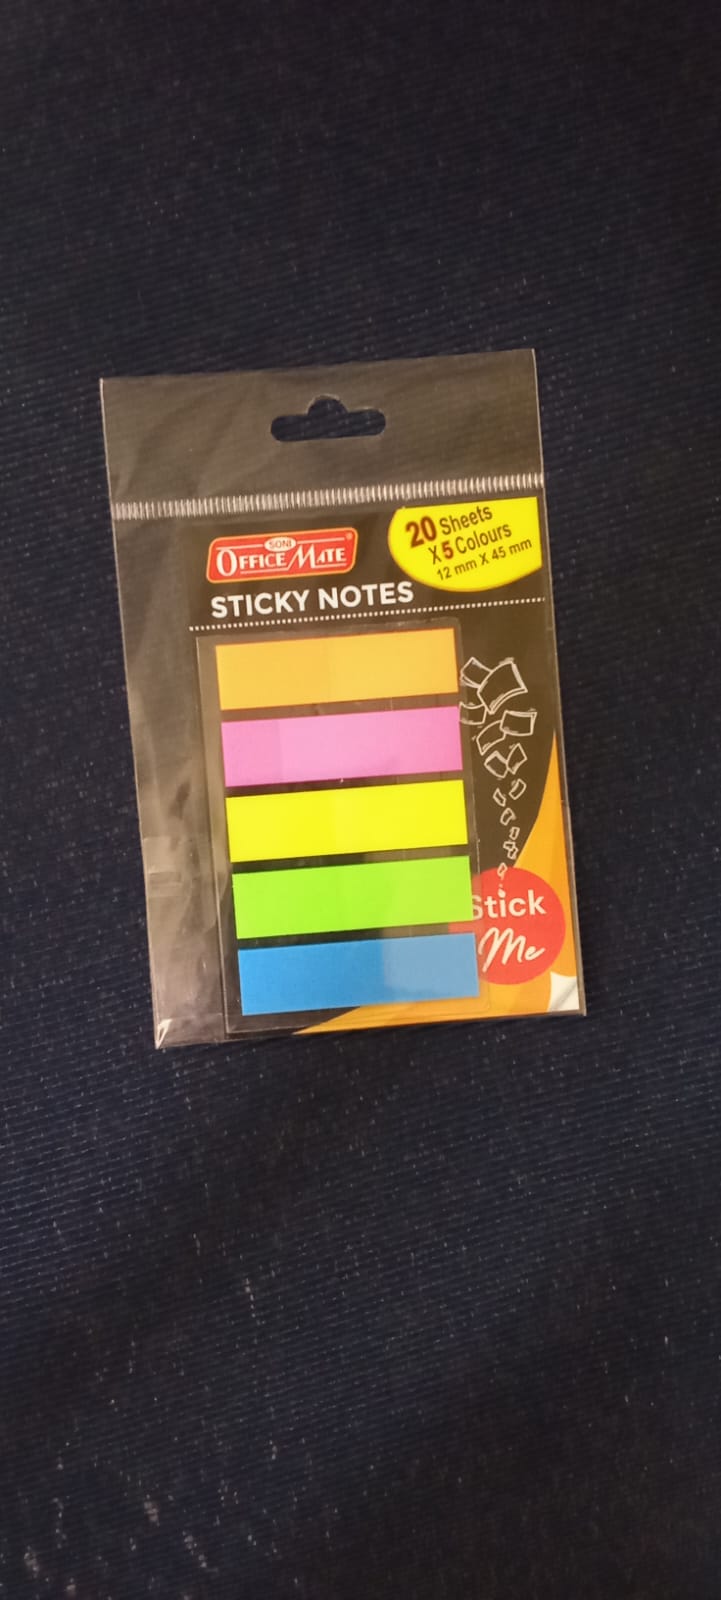 SONI
OFFICE MATE®
20 Sheets
X 5 Colours
12 mm X 45 mm
STICKY NOTES
Stick
Me